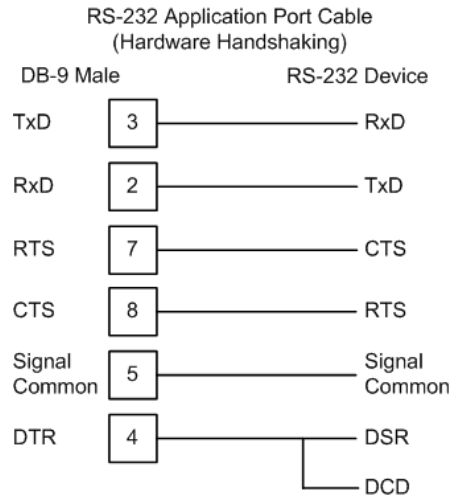 RS-232 Application Port Cable
(Hardware Handshaking)
DB-9 Male RS-232 Device
TxD 3 RxD
RxD 2 TxD
RTS 7 CTS
CTS 8 RTS
Signal Common 5 Signal Common
DTR 4 DSR
DCD